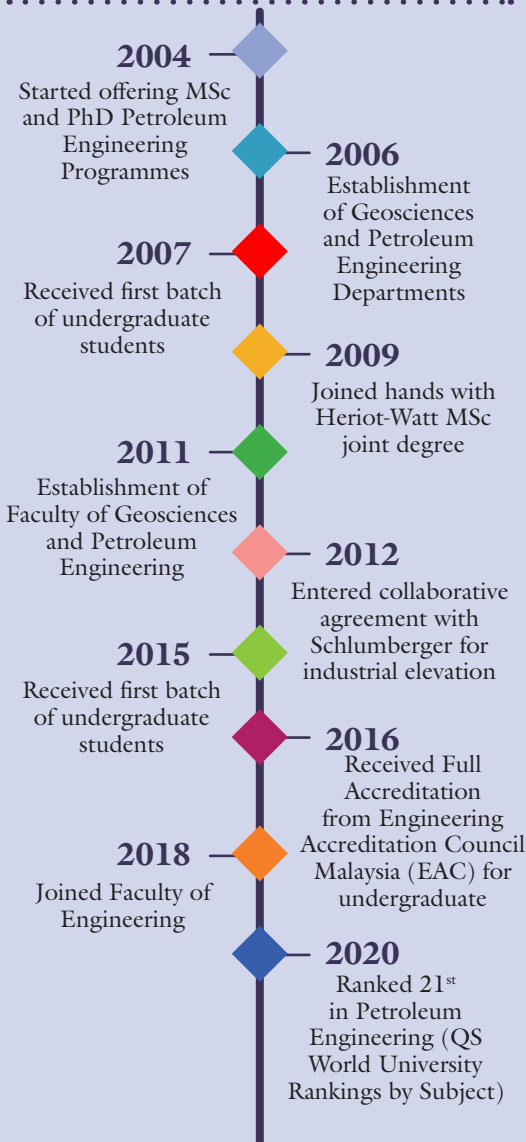 2004
Started offering MSc
and PhD Petroleum
Engineering
Programmes
2006
Establishment
of Geosciences
and Petroleum
Engineering
Departments
2007
Received first batch
of undergraduate
students
2009
Joined hands with
Heriot-Watt MSc
joint degree
2011
Establishment of
Faculty of Geosciences
and Petroleum
Engineering
2012
Entered collaborative
agreement with
Schlumberger for
industrial elevation
2015
Received first batch
of undergraduate
students
2016
Received Full
Accreditation
from Engineering
Accreditation Council
Malaysia (EAC) for
undergraduate
2018
Joined Faculty of
Engineering
2020
Ranked 21st
in Petroleum
Engineering (QS
World University
Rankings by Subject)